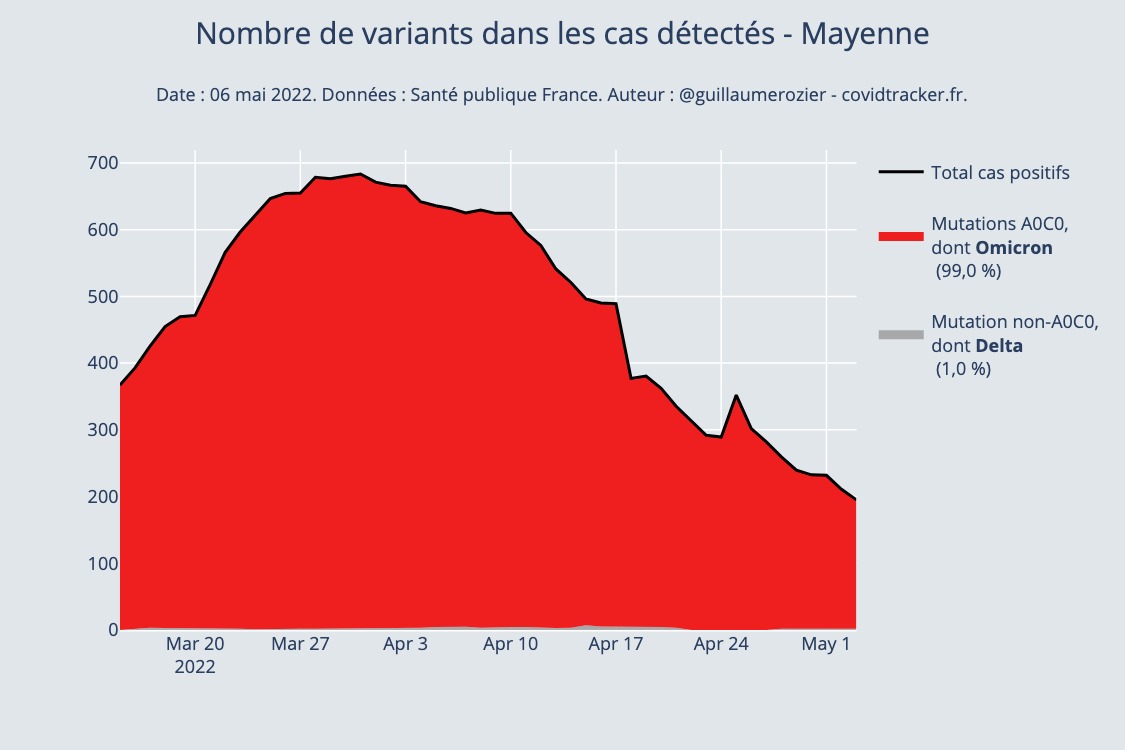 Nombre de variants dans les cas détectés - Mayenne
Date : 06 mai 2022. Données : Santé publique France. Auteur : @guillaumerozier - covidtracker.fr.
700
600
500
400
300
200
100
0
Mar 20
2022
Mar 27
Apr 3
Apr 10
Apr 17
Apr 24
May 1
Total cas positifs
Mutations A0C0,
dont Omicron
(99,0 %)
Mutation non-A0C0,
dont Delta
(1,0 %)